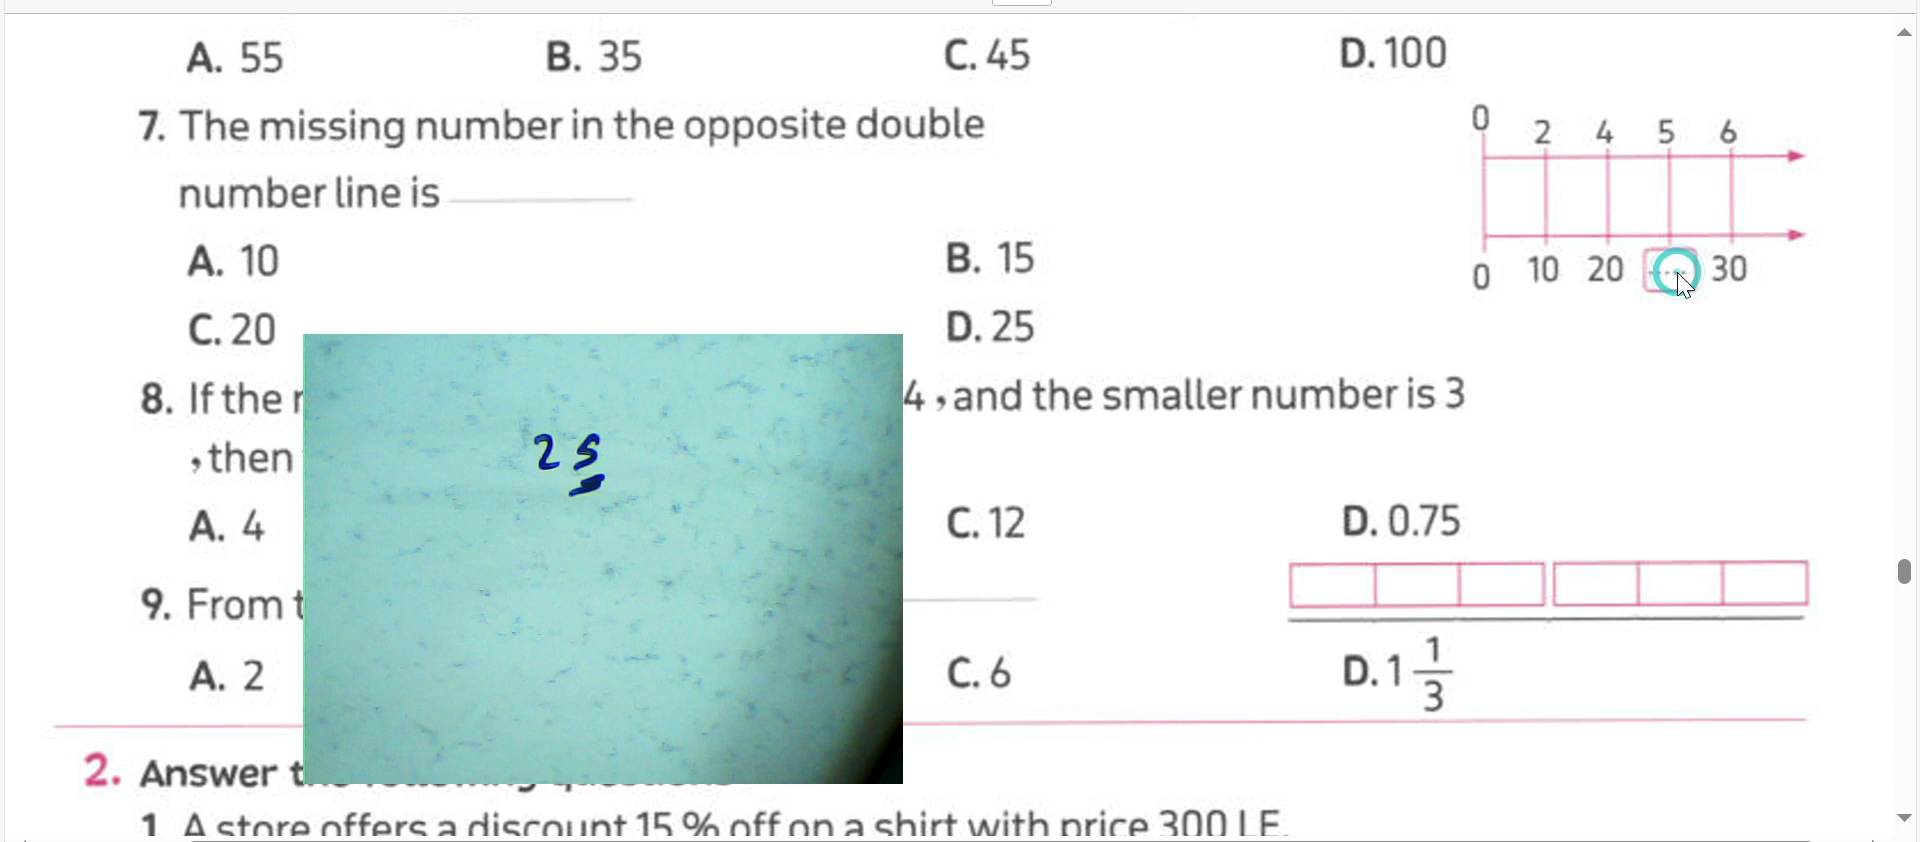 A. 55 B. 35 C. 45 D. 100
7. The missing number in the opposite double
number line is
0 2 4 5 6
0 10 20 30
A. 10 B. 15
C. 20 D. 25
25
8. If the 4 , and the smaller number is 3
, then
A. 4 C. 12 D. 0.75
9. From
A. 2 C. 6 D. 1 1/3
2. Answer
1 A store offers a discount 15 % off on a shirt with price 300 LE.